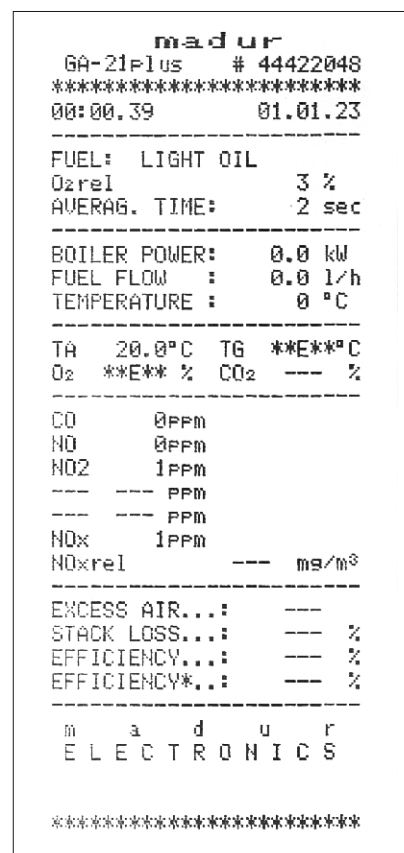 madur
GA-21plus # 44422048
************************
00:00.39 01.01.23
------------------------
FUEL: LIGHT OIL
O₂rel 3 %
AVERAG. TIME: 2 sec
------------------------
BOILER POWER: 0.0 kW
FUEL FLOW : 0.0 l/h
TEMPERATURE : 0 °C
------------------------
TA 20.0°C TG **E**°C
O₂ **E** % CO₂ --- %
------------------------
CO 0ppm
NO 0ppm
NO2 1ppm
--- --- ppm
--- --- ppm
NOx 1ppm
NOxrel --- mg/m³
------------------------
EXCESS AIR...: ---
STACK LOSS...: --- %
EFFICIENCY...: --- %
EFFICIENCY*..: --- %
------------------------
m a d u r
E L E C T R O N I C S
************************